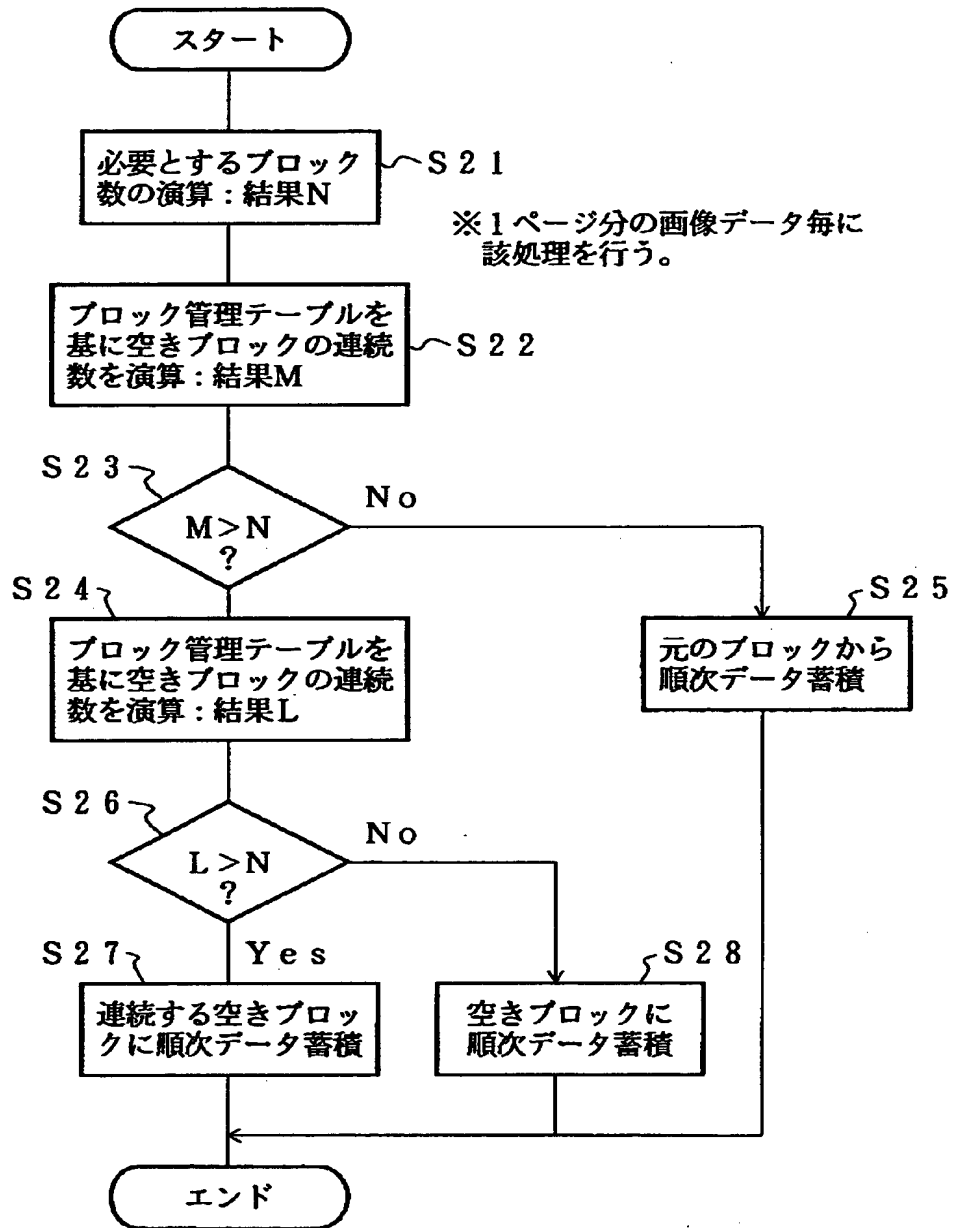 スタート
必要とするブロック
数の演算：結果N
S21
※1ページ分の画像データ毎に
該処理を行う。
ブロック管理テーブルを
基に空きブロックの連続
数を演算：結果M
S22
S23
M>N
?
No
S24
ブロック管理テーブルを
基に空きブロックの連続
数を演算：結果L
S25
元のブロックから
順次データ蓄積
S26
L>N
?
No
S27
Yes
連続する空きブロッ
クに順次データ蓄積
S28
空きブロックに
順次データ蓄積
エンド